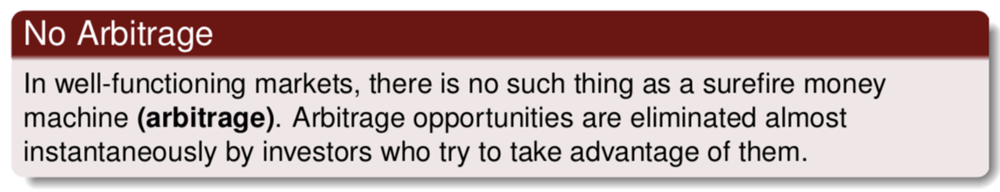 No Arbitrage
In well-functioning markets, there is no such thing as a surefire money
machine (arbitrage). Arbitrage opportunities are eliminated almost
instantaneously by investors who try to take advantage of them.